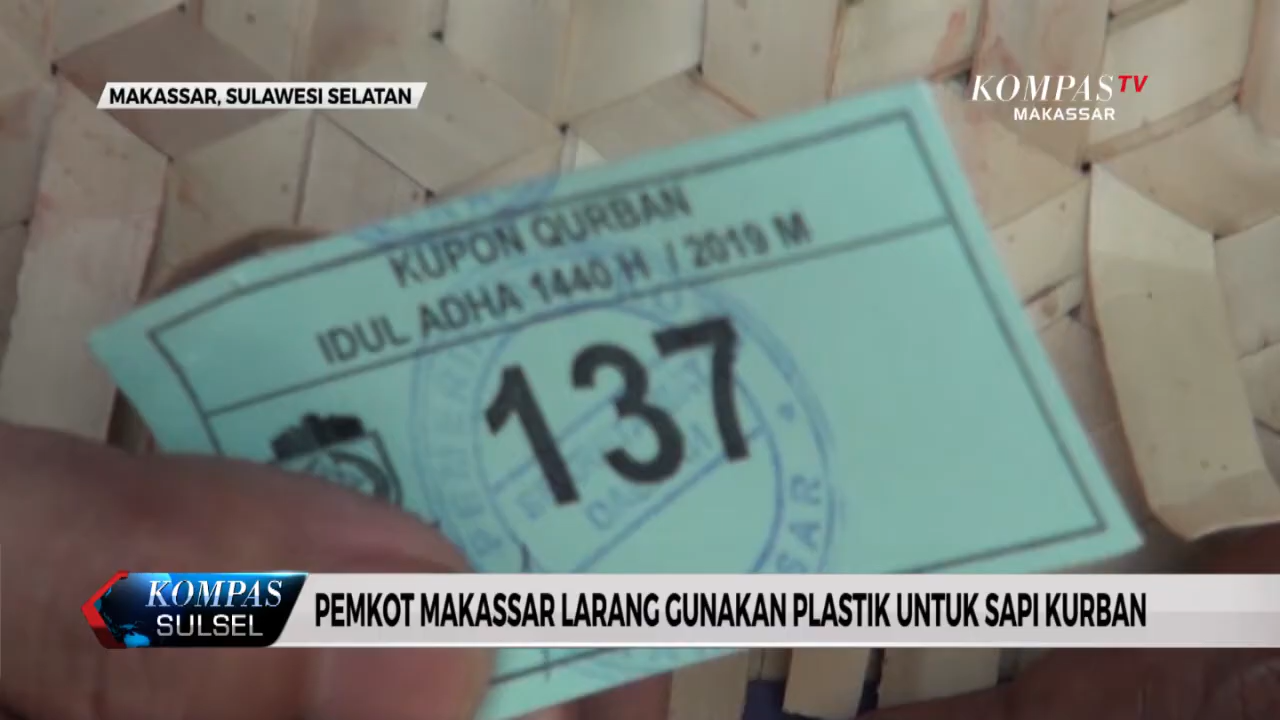 MAKASSAR, SULAWESI SELATAN
KOMPAS TV
MAKASSAR
KUPON QURBAN
IDUL ADHA 1440 H / 2019 M
137
KOMPAS
SULSEL
PEMKOT MAKASSAR LARANG GUNAKAN PLASTIK UNTUK SAPI KURBAN